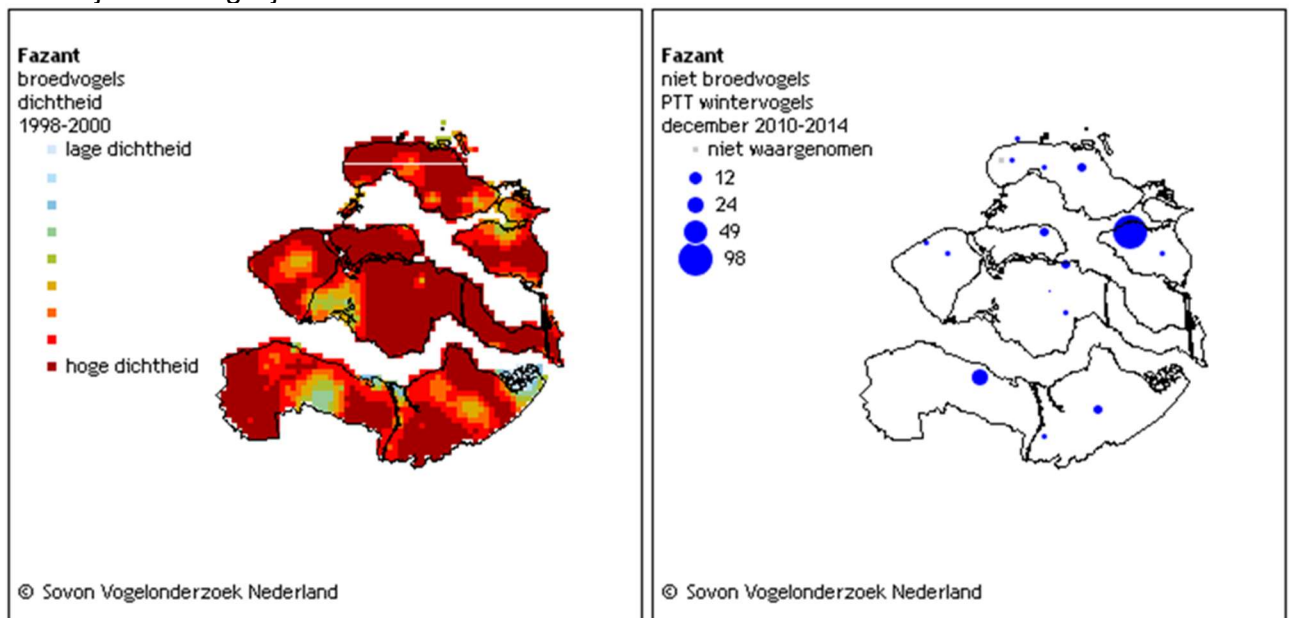 Fazant
broedvogels
dichtheid
1998-2000
lage dichtheid
hoge dichtheid
© Sovon Vogelonderzoek Nederland
Fazant
niet broedvogels
PTT wintervogels
december 2010-2014
niet waargenomen
12
24
49
98
© Sovon Vogelonderzoek Nederland